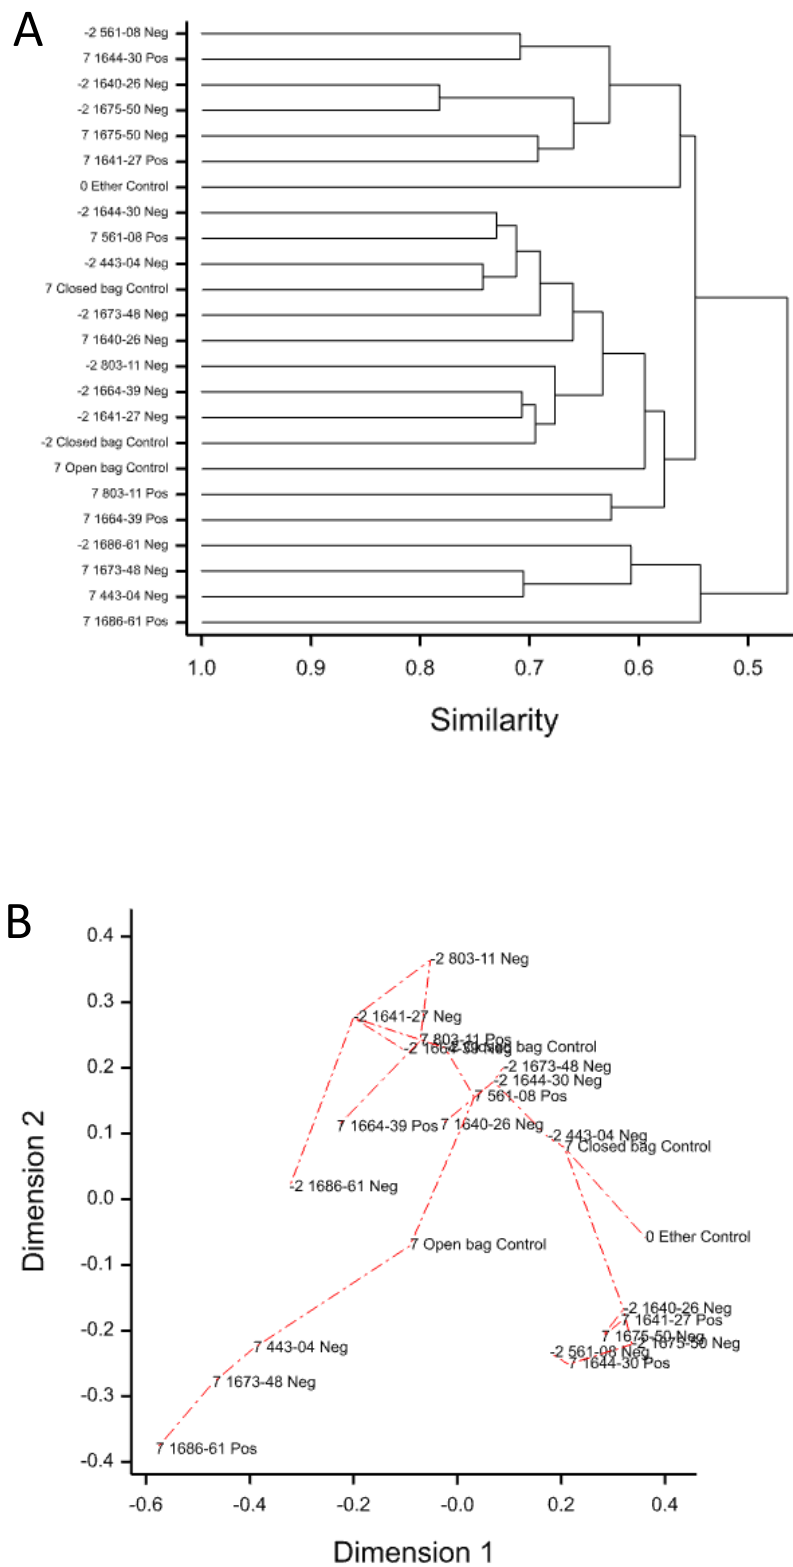 A
-2 561-08 Neg
7 1644-30 Pos
-2 1640-26 Neg
-2 1675-50 Neg
7 1675-50 Neg
7 1641-27 Pos
0 Ether Control
-2 1644-30 Neg
7 561-08 Pos
-2 443-04 Neg
7 Closed bag Control
-2 1673-48 Neg
7 1640-26 Neg
-2 803-11 Neg
-2 1664-39 Neg
-2 1641-27 Neg
-2 Closed bag Control
7 Open bag Control
7 803-11 Pos
7 1664-39 Pos
-2 1686-61 Neg
7 1673-48 Neg
7 443-04 Neg
7 1686-61 Pos
1.0 0.9 0.8 0.7 0.6 0.5
Similarity
B
Dimension 2
0.4
0.3
0.2
0.1
0.0
-0.1
-0.2
-0.3
-0.4
-2 803-11 Neg
-2 1641-27 Neg
7 803-11 Pos
-2 Closed bag Control
-2 1664-39 Neg
-2 1673-48 Neg
-2 1644-30 Neg
7 561-08 Pos
7 1664-39 Pos
7 1640-26 Neg
-2 443-04 Neg
7 Closed bag Control
-2 1686-61 Neg
0 Ether Control
7 Open bag Control
-2 1640-26 Neg
7 1641-27 Pos
7 1675-50 Neg
-2 1675-50 Neg
-2 561-08 Neg
7 1644-30 Pos
7 443-04 Neg
7 1673-48 Neg
7 1686-61 Pos
-0.6 -0.4 -0.2 -0.0 0.2 0.4
Dimension 1